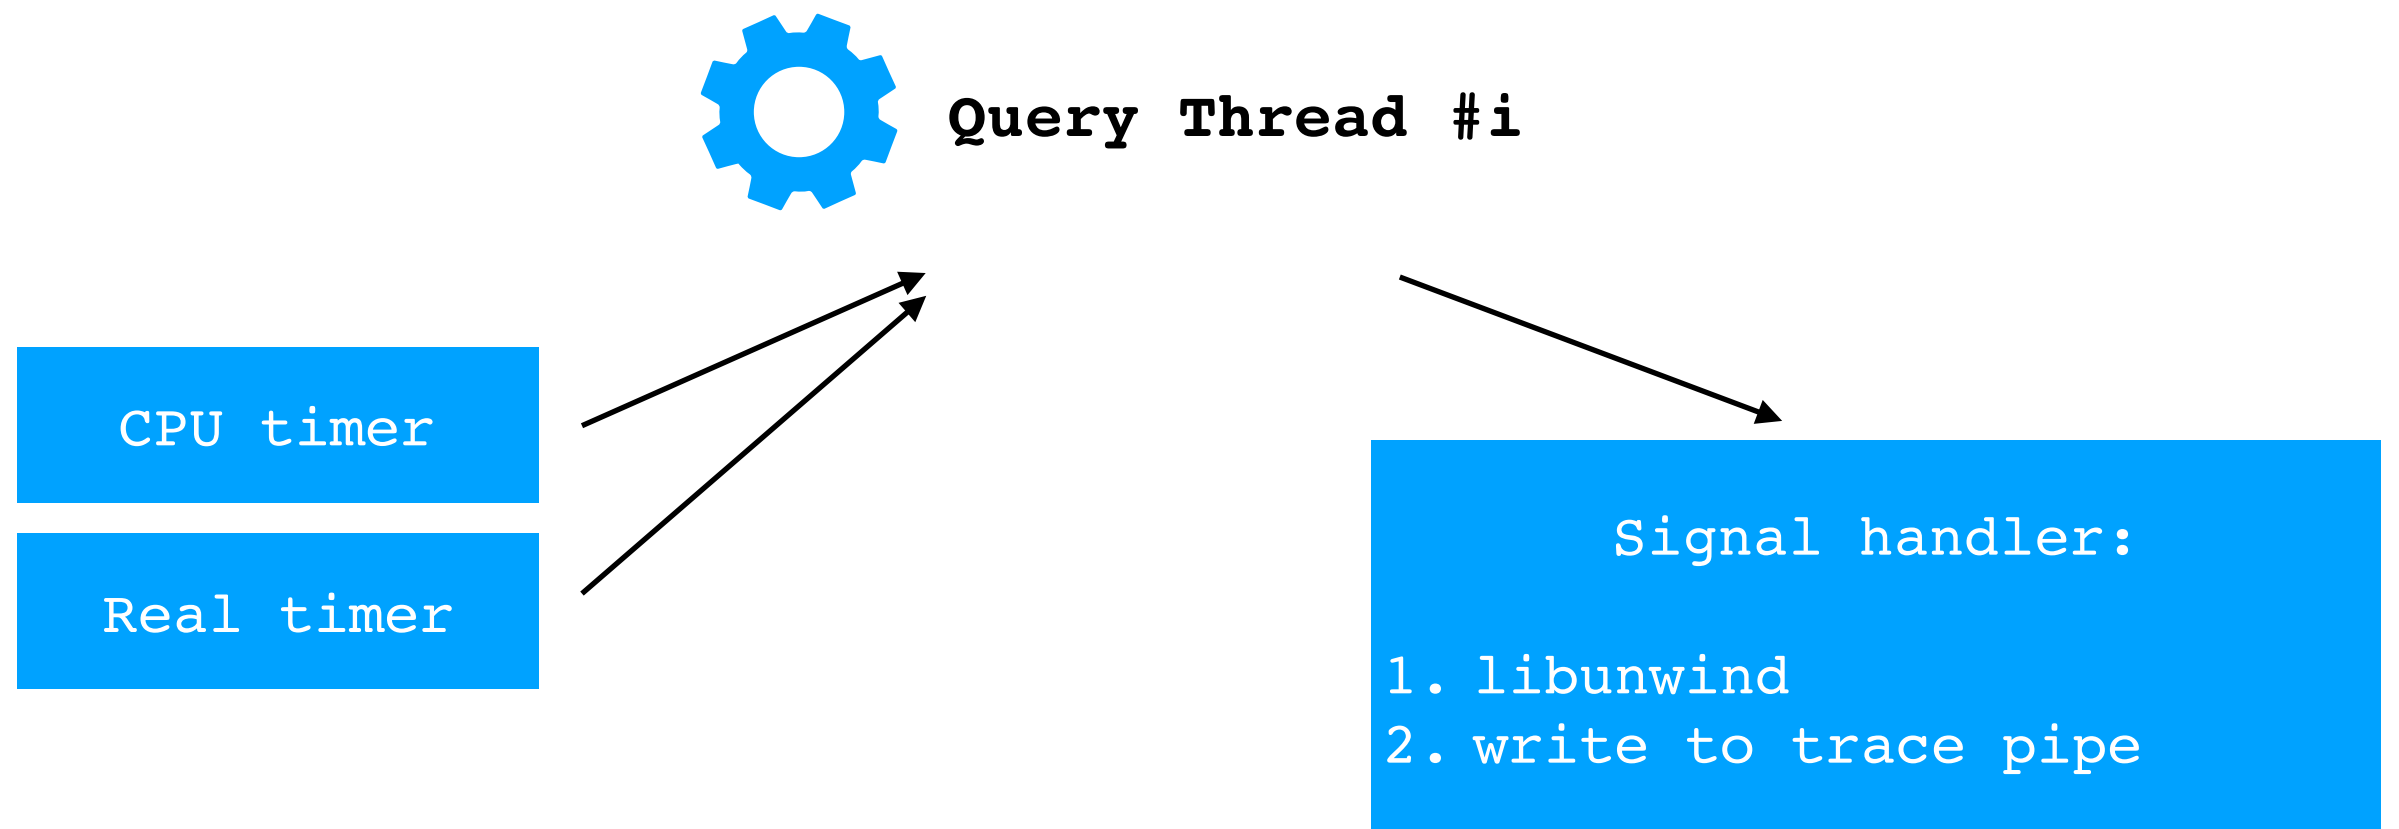 Query Thread #i
CPU timer
Real timer
Signal handler:
1. libunwind
2. write to trace pipe